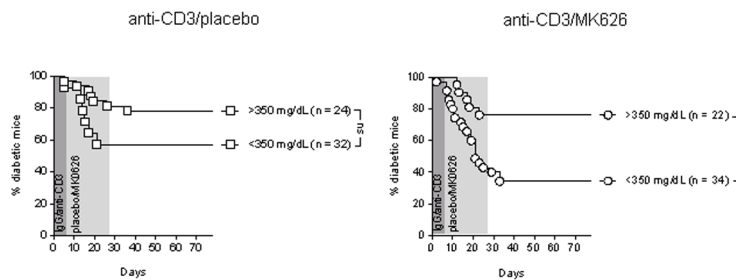 anti-CD3/placebo
100
80
60
40
20
0
% diabetic mice
IgG/anti-CD3
placebo/MK0626
0 10 20 30 40 50 60 70
Days
>350 mg/dL (n = 24)
<350 mg/dL (n = 32)
ns
anti-CD3/MK626
100
80
60
40
20
0
% diabetic mice
IgG/anti-CD3
placebo/MK0626
0 10 20 30 40 50 60 70
Days
>350 mg/dL (n = 22)
<350 mg/dL (n = 34)